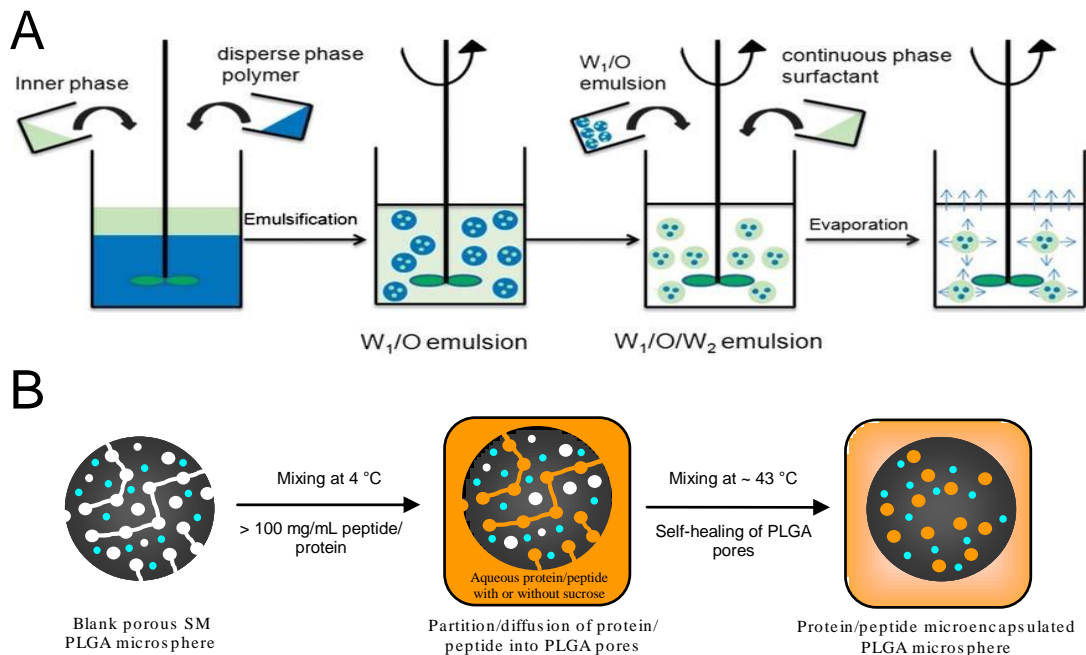 A
Inner phase
disperse phase
polymer
W₁/O
emulsion
continuous phase
surfactant
Emulsification
Evaporation
W₁/O emulsion
W₁/O/W₂ emulsion
B
Mixing at 4 °C
> 100 mg/mL peptide/
protein
Mixing at ~ 43 °C
Self-healing of PLGA
pores
Aqueous protein/peptide
with or without sucrose
Blank porous SM
PLGA microsphere
Partition/diffusion of protein/
peptide into PLGA pores
Protein/peptide microencapsulated
PLGA microsphere